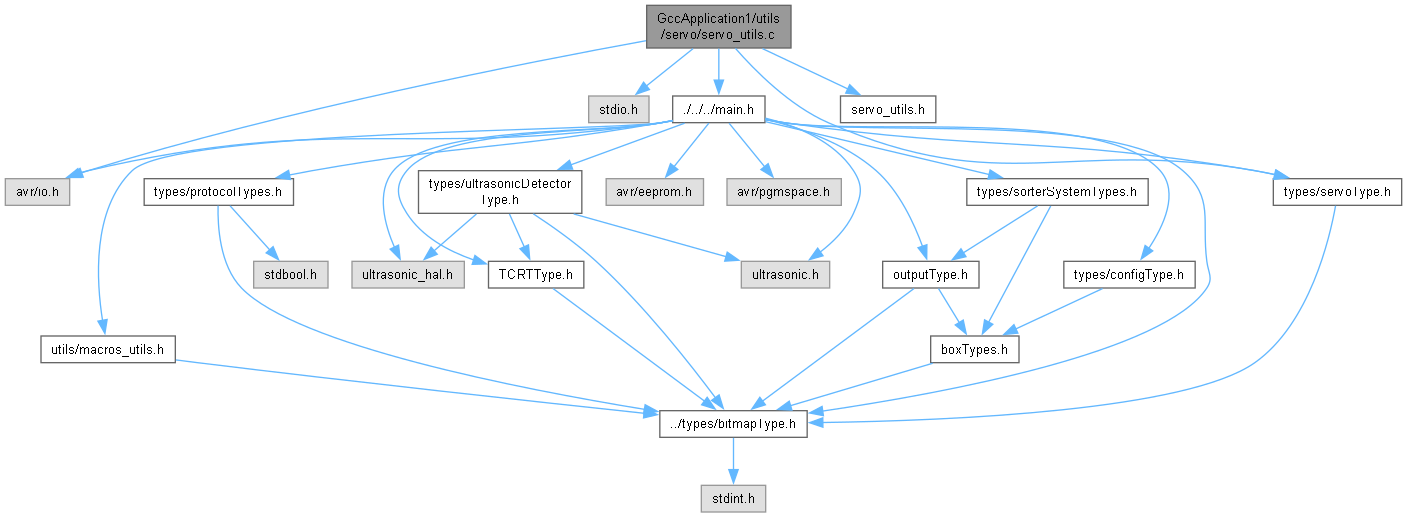 GccApplication1/utils
/servo/servo_utils.c
stdio.h
./../../main.h
servo_utils.h
avr/io.h
types/protocolTypes.h
types/ultrasonicDetector
Type.h
avr/eeprom.h
avr/pgmspace.h
types/sorterSystemTypes.h
types/servoType.h
stdbool.h
ultrasonic_hal.h
TCRTType.h
ultrasonic.h
outputType.h
types/configType.h
utils/macros_utils.h
boxTypes.h
../types/bitmapType.h
stdint.h